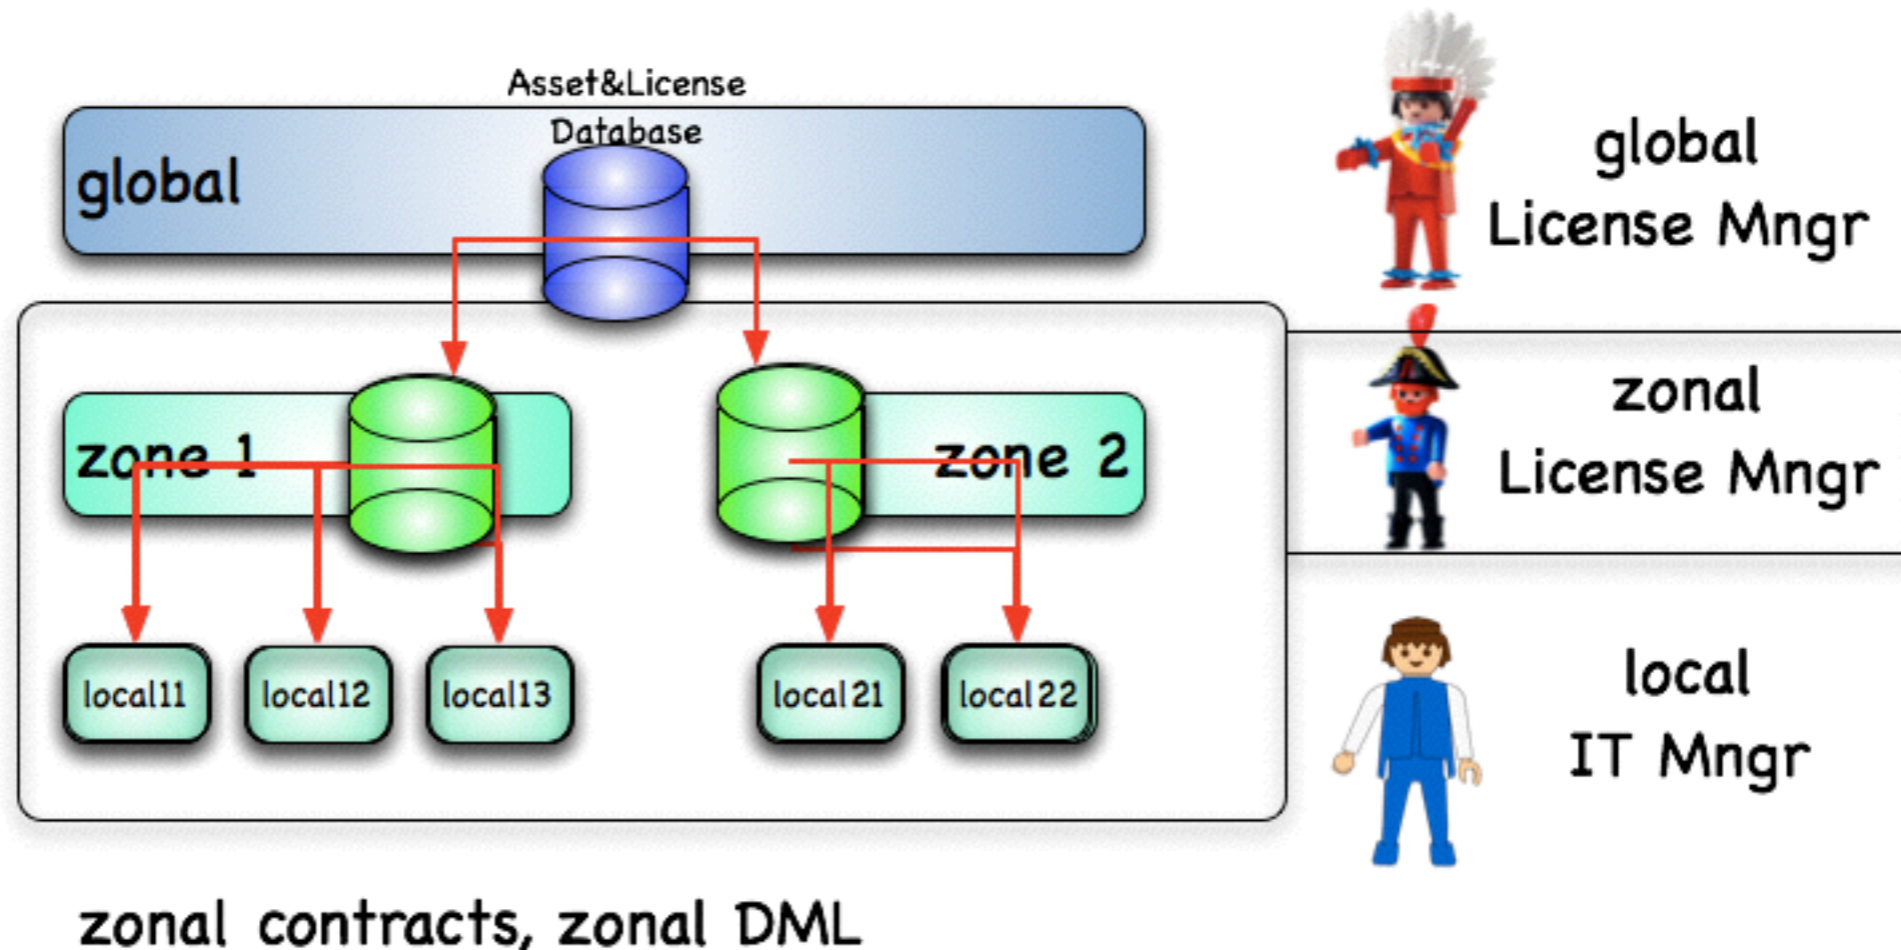 Asset&License
Database
global
global
License Mngr
zone 1
zone 2
zonal
License Mngr
local11
local12
local13
local21
local22
local
IT Mngr
zonal contracts, zonal DML